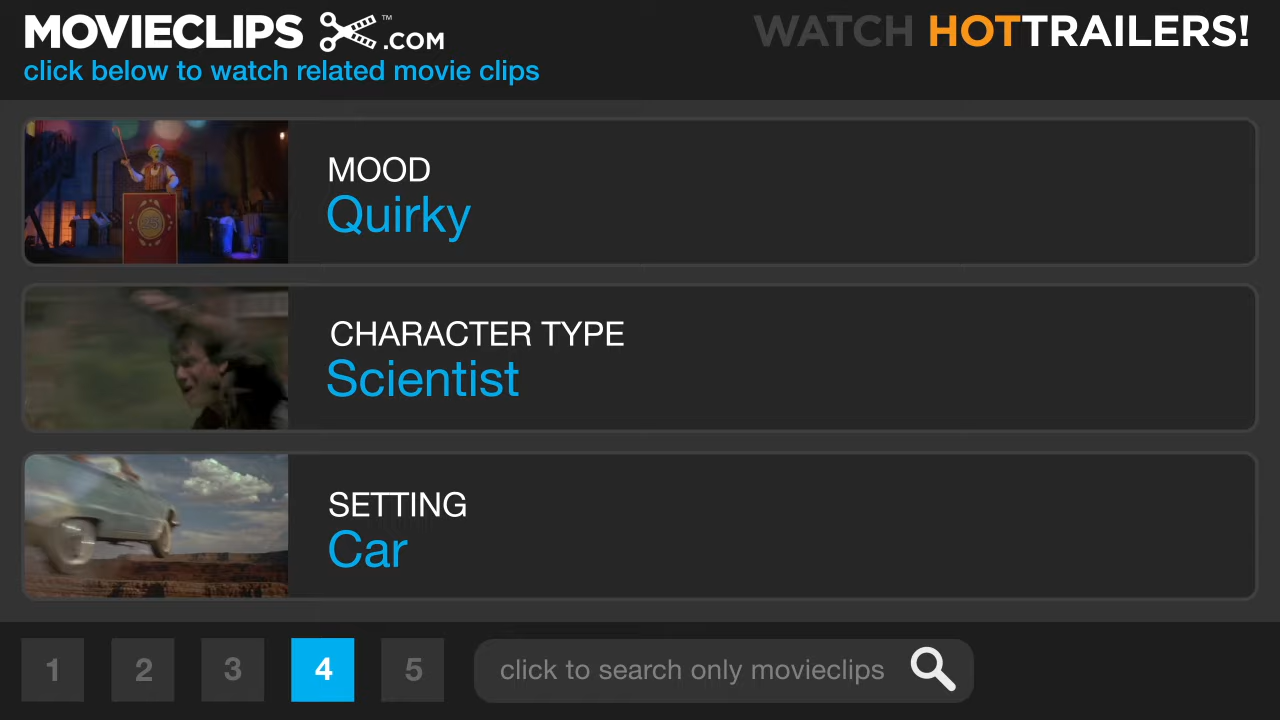 MOVIECLIPS ™ .COM
WATCH HOTTRAILERS!
click below to watch related movie clips
MOOD
Quirky
CHARACTER TYPE
Scientist
SETTING
Car
1 2 3 4 5
click to search only movieclips